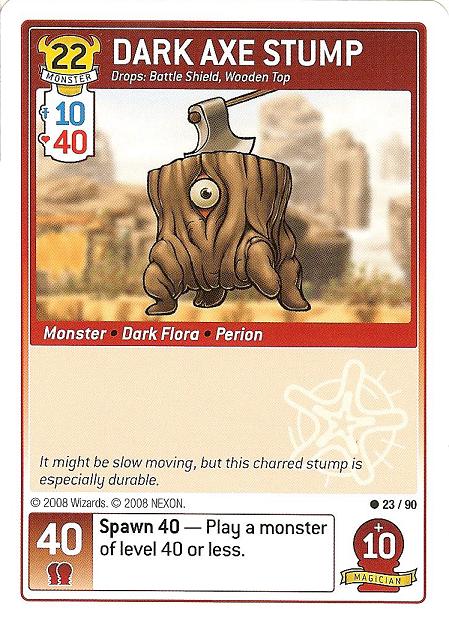 22
MONSTER
DARK AXE STUMP
Drops: Battle Shield, Wooden Top
10
40
Monster • Dark Flora • Perion
It might be slow moving, but this charred stump is
especially durable.
© 2008 Wizards. © 2008 NEXON.
● 23 / 90
40
Spawn 40 — Play a monster
of level 40 or less.
+
10
MAGICIAN